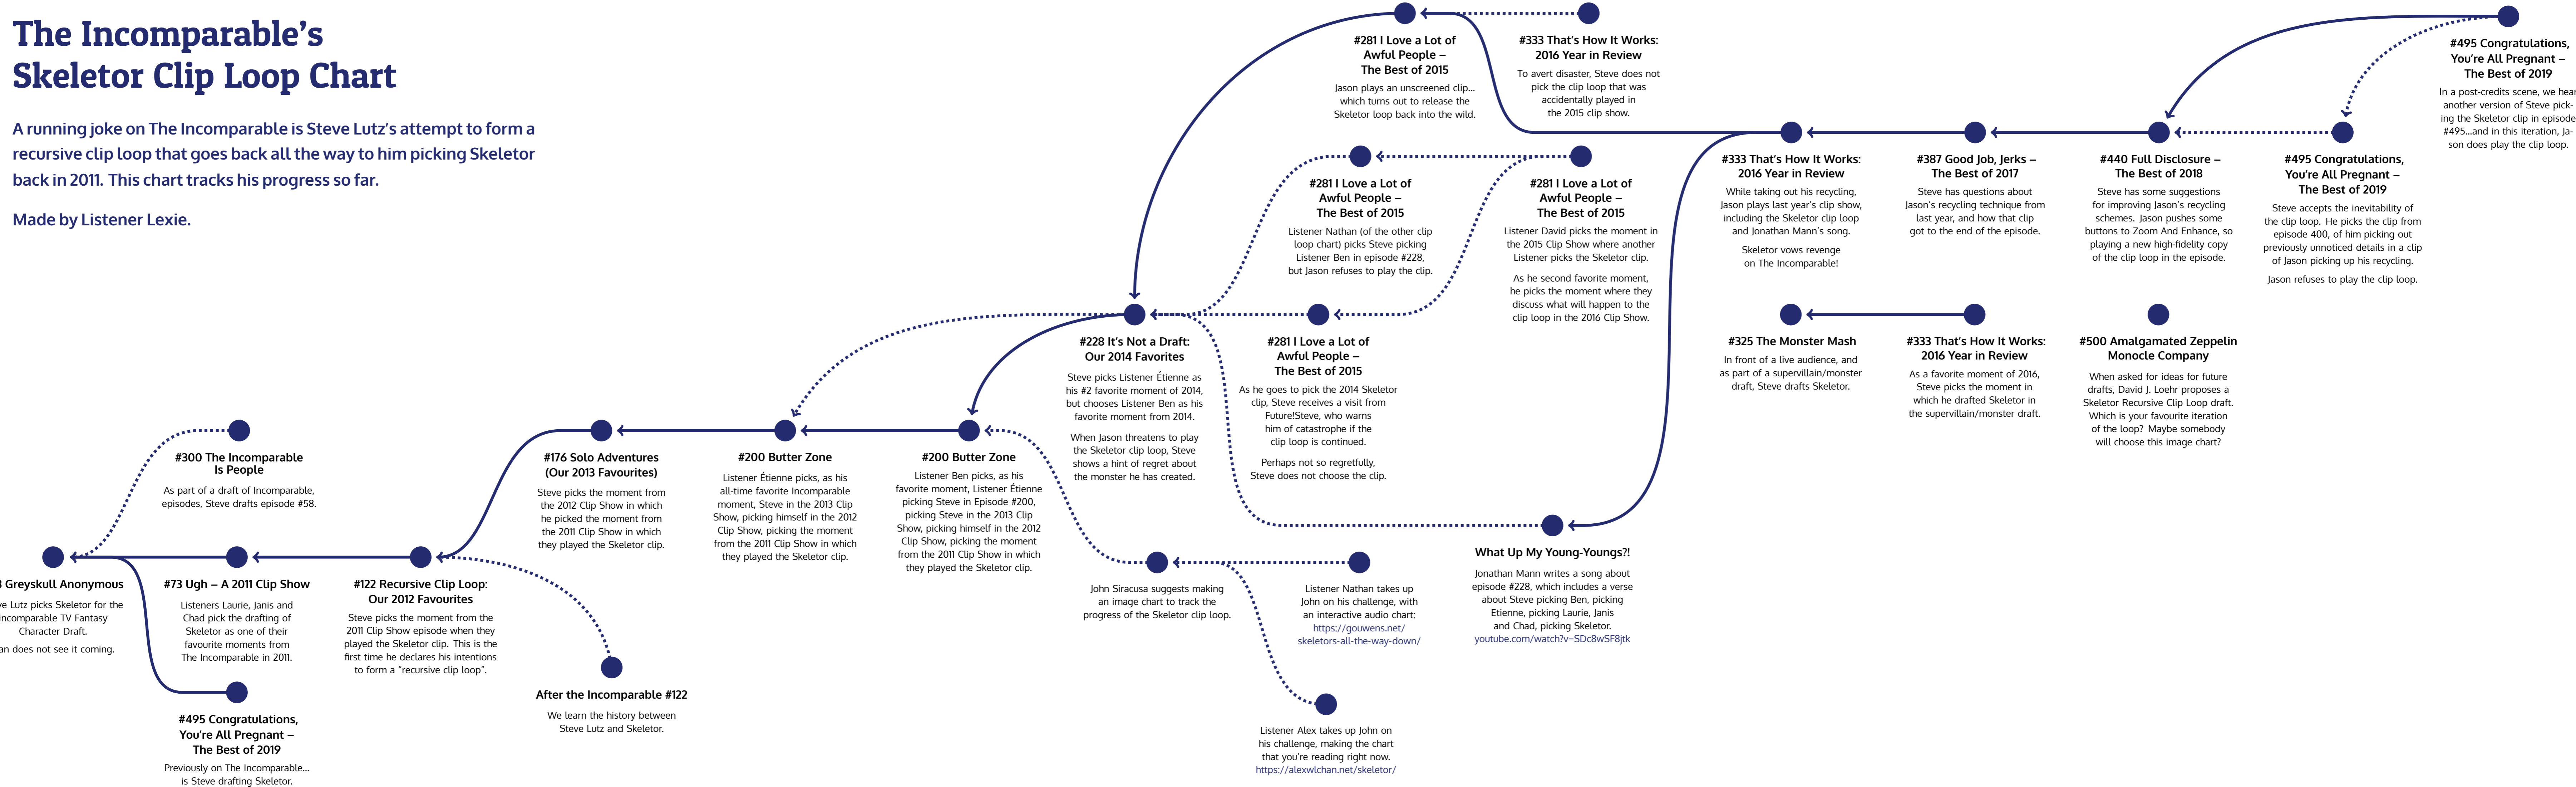 The Incomparable's
Skeletor Clip Loop Chart
A running joke on The Incomparable is Steve Lutz's attempt to form a
recursive clip loop that goes back all the way to him picking Skeletor
back in 2011. This chart tracks his progress so far.
Made by Listener Lexie.
Greyskull Anonymous
Lutz picks Skeletor for the
Incomparable TV Fantasy
Character Draft.
does not see it coming.
#300 The Incomparable
Is People
As part of a draft of Incomparable,
episodes, Steve drafts episode #58.
#73 Ugh – A 2011 Clip Show
Listeners Laurie, Janis and
Chad pick the drafting of
Skeletor as one of their
favourite moments from
The Incomparable in 2011.
#495 Congratulations,
You're All Pregnant –
The Best of 2019
Previously on The Incomparable...
is Steve drafting Skeletor.
#122 Recursive Clip Loop:
Our 2012 Favourites
Steve picks the moment from the
2011 Clip Show episode when they
played the Skeletor clip. This is the
first time he declares his intentions
to form a "recursive clip loop".
After the Incomparable #122
We learn the history between
Steve Lutz and Skeletor.
#176 Solo Adventures
(Our 2013 Favourites)
Steve picks the moment from
the 2012 Clip Show in which
he picked the moment from
the 2011 Clip Show in which
they played the Skeletor clip.
#200 Butter Zone
Listener Étienne picks, as his
all-time favorite Incomparable
moment, Steve in the 2013 Clip
Show, picking himself in the 2012
Clip Show, picking the moment
from the 2011 Clip Show in which
they played the Skeletor clip.
#200 Butter Zone
Listener Ben picks, as his
favorite moment, Listener Étienne
picking Steve in Episode #200,
picking Steve in the 2013 Clip
Show, picking himself in the 2012
Clip Show, picking the moment
from the 2011 Clip Show in which
they played the Skeletor clip.
#228 It's Not a Draft:
Our 2014 Favorites
Steve picks Listener Étienne as
his #2 favorite moment of 2014,
but chooses Listener Ben as his
favorite moment from 2014.
When Jason threatens to play
the Skeletor clip loop, Steve
shows a hint of regret about
the monster he has created.
John Siracusa suggests making
an image chart to track the
progress of the Skeletor clip loop.
Listener Nathan takes up
John on his challenge, with
an interactive audio chart:
https://gouwens.net/
skeletors-all-the-way-down/
Listener Alex takes up John on
his challenge, making the chart
that you're reading right now.
https://alexwlchan.net/skeletor/
#281 I Love a Lot of
Awful People –
The Best of 2015
Jason plays an unscreened clip...
which turns out to release the
Skeletor loop back into the wild.
#333 That's How It Works:
2016 Year in Review
To avert disaster, Steve does not
pick the clip loop that was
accidentally played in
the 2015 clip show.
#281 I Love a Lot of
Awful People –
The Best of 2015
Listener Nathan (of the other clip
loop chart) picks Steve picking
Listener Ben in episode #228,
but Jason refuses to play the clip.
#281 I Love a Lot of
Awful People –
The Best of 2015
Listener David picks the moment in
the 2015 Clip Show where another
Listener picks the Skeletor clip.
As he second favorite moment,
he picks the moment where they
discuss what will happen to the
clip loop in the 2016 Clip Show.
#281 I Love a Lot of
Awful People –
The Best of 2015
As he goes to pick the 2014 Skeletor
clip, Steve receives a visit from
Future!Steve, who warns
him of catastrophe if the
clip loop is continued.
Perhaps not so regretfully,
Steve does not choose the clip.
What Up My Young-Youngs?!
Jonathan Mann writes a song about
episode #228, which includes a verse
about Steve picking Ben, picking
Etienne, picking Laurie, Janis
and Chad, picking Skeletor.
youtube.com/watch?v=SDc8wSF8jtk
#333 That's How It Works:
2016 Year in Review
While taking out his recycling,
Jason plays last year's clip show,
including the Skeletor clip loop
and Jonathan Mann's song.
Skeletor vows revenge
on The Incomparable!
#387 Good Job, Jerks –
The Best of 2017
Steve has questions about
Jason's recycling technique from
last year, and how that clip
got to the end of the episode.
#440 Full Disclosure –
The Best of 2018
Steve has some suggestions
for improving Jason's recycling
schemes. Jason pushes some
buttons to Zoom And Enhance, so
playing a new high-fidelity copy
of the clip loop in the episode.
#495 Congratulations,
You're All Pregnant –
The Best of 2019
Steve accepts the inevitability of
the clip loop. He picks the clip from
episode 400, of him picking out
previously unnoticed details in a clip
of Jason picking up his recycling.
Jason refuses to play the clip loop.
#495 Congratulations,
You're All Pregnant –
The Best of 2019
In a post-credits scene, we hear
another version of Steve pick-
ing the Skeletor clip in episode
#495...and in this iteration, Ja-
son does play the clip loop.
#325 The Monster Mash
In front of a live audience, and
as part of a supervillain/monster
draft, Steve drafts Skeletor.
#333 That's How It Works:
2016 Year in Review
As a favorite moment of 2016,
Steve picks the moment in
which he drafted Skeletor in
the supervillain/monster draft.
#500 Amalgamated Zeppelin
Monocle Company
When asked for ideas for future
drafts, David J. Loehr proposes a
Skeletor Recursive Clip Loop draft.
Which is your favourite iteration
of the loop? Maybe somebody
will choose this image chart?